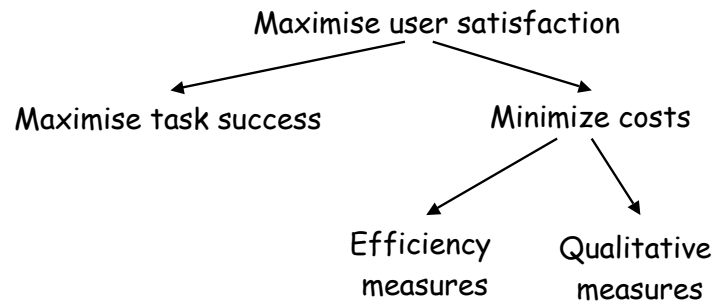 Maximise user satisfaction
Maximise task success
Minimize costs
Efficiency
measures
Qualitative
measures